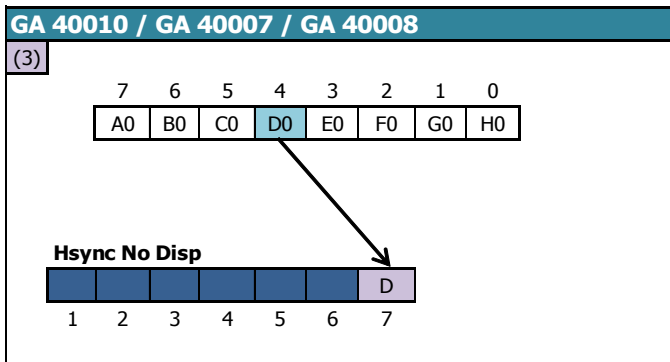 GA 40010 / GA 40007 / GA 40008
(3)
7 6 5 4 3 2 1 0
A0 B0 C0 D0 E0 F0 G0 H0
Hsync No Disp
D
1 2 3 4 5 6 7